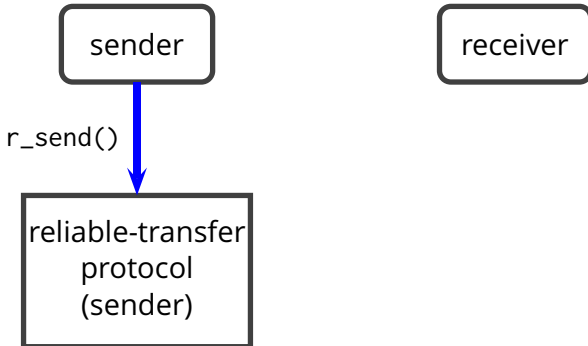 sender
receiver
r_send()
reliable-transfer
protocol
(sender)